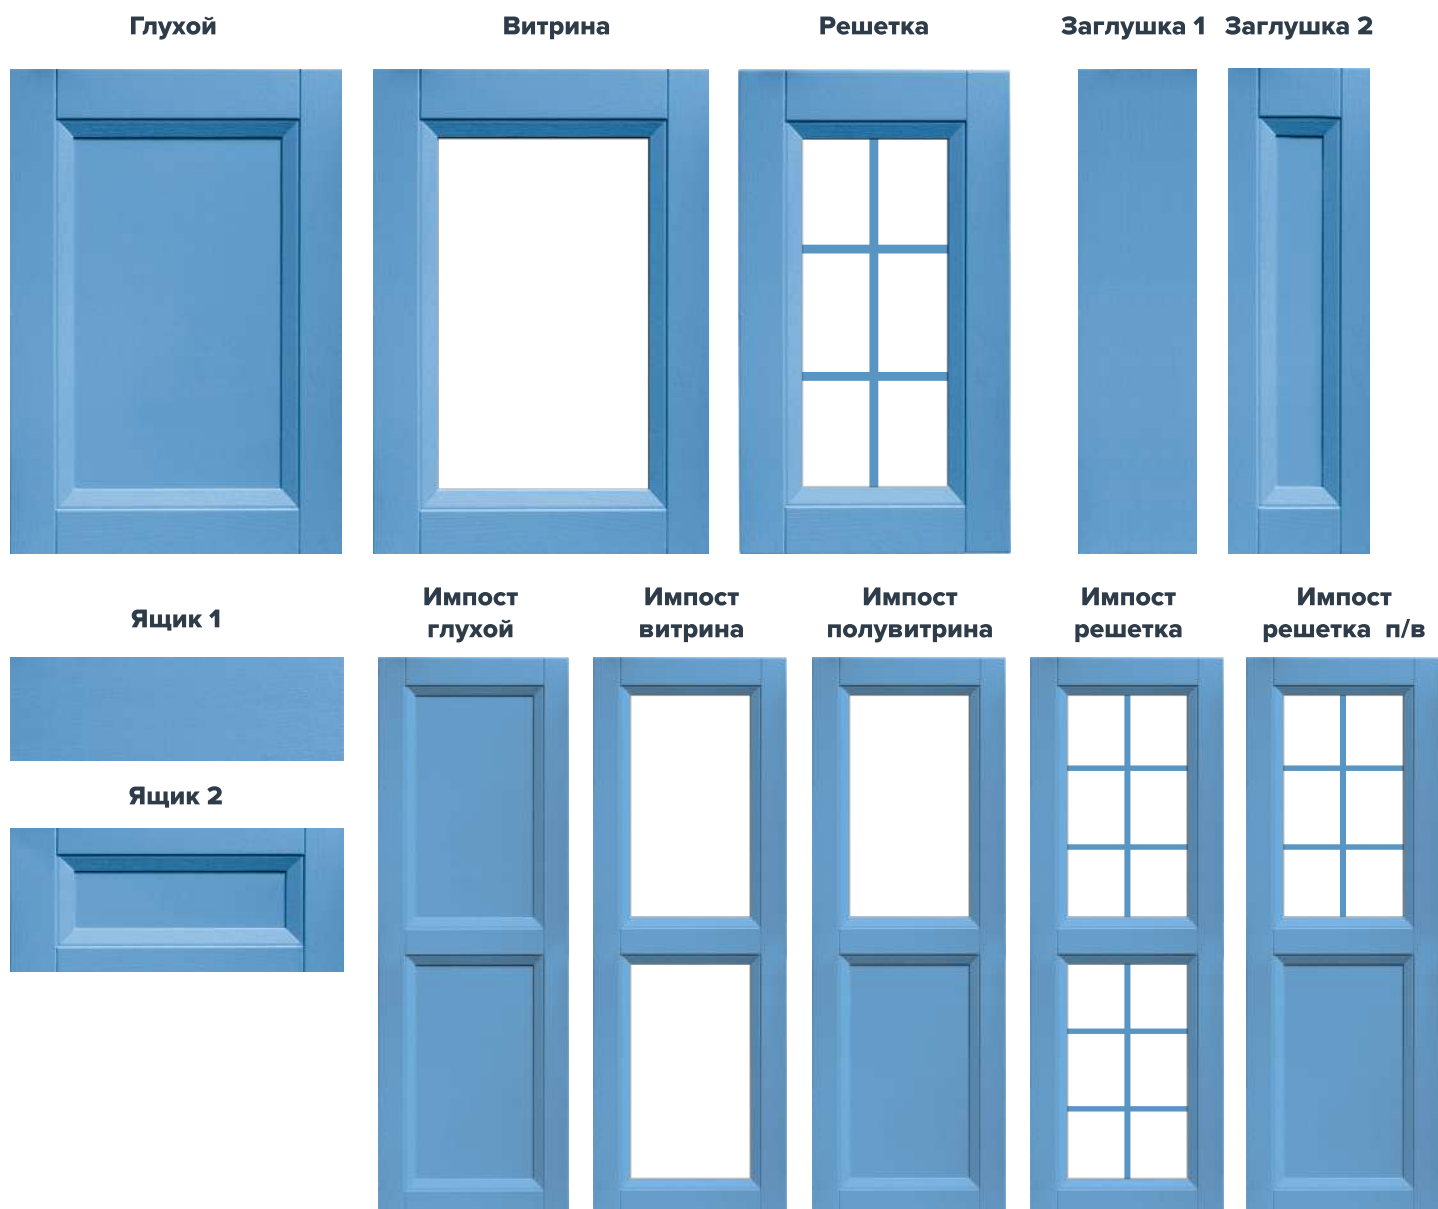 Глухой
Витрина
Решетка
Заглушка 1
Заглушка 2
Ящик 1
Ящик 2
Импост
глухой
Импост
витрина
Импост
полувитрина
Импост
решетка
Импост
решетка п/в